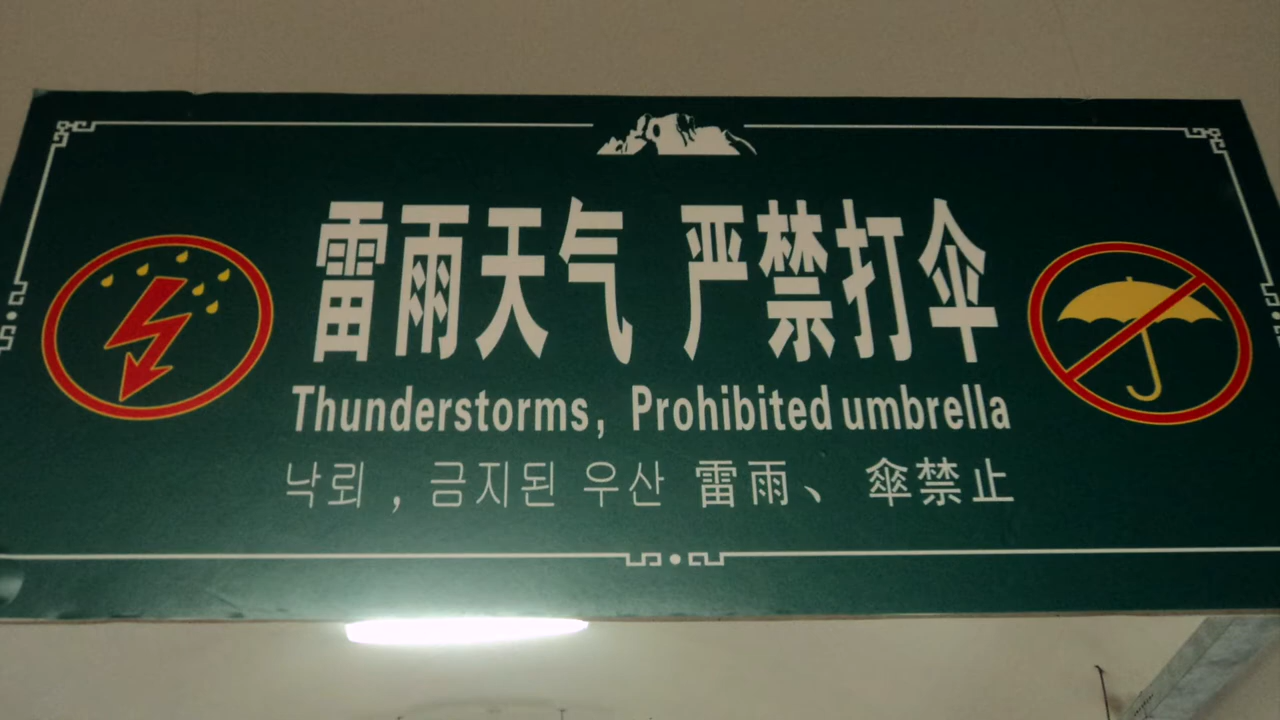 雷雨天气 严禁打伞
Thunderstorms, Prohibited umbrella
낙뢰 , 금지된 우산 雷雨、 傘禁止